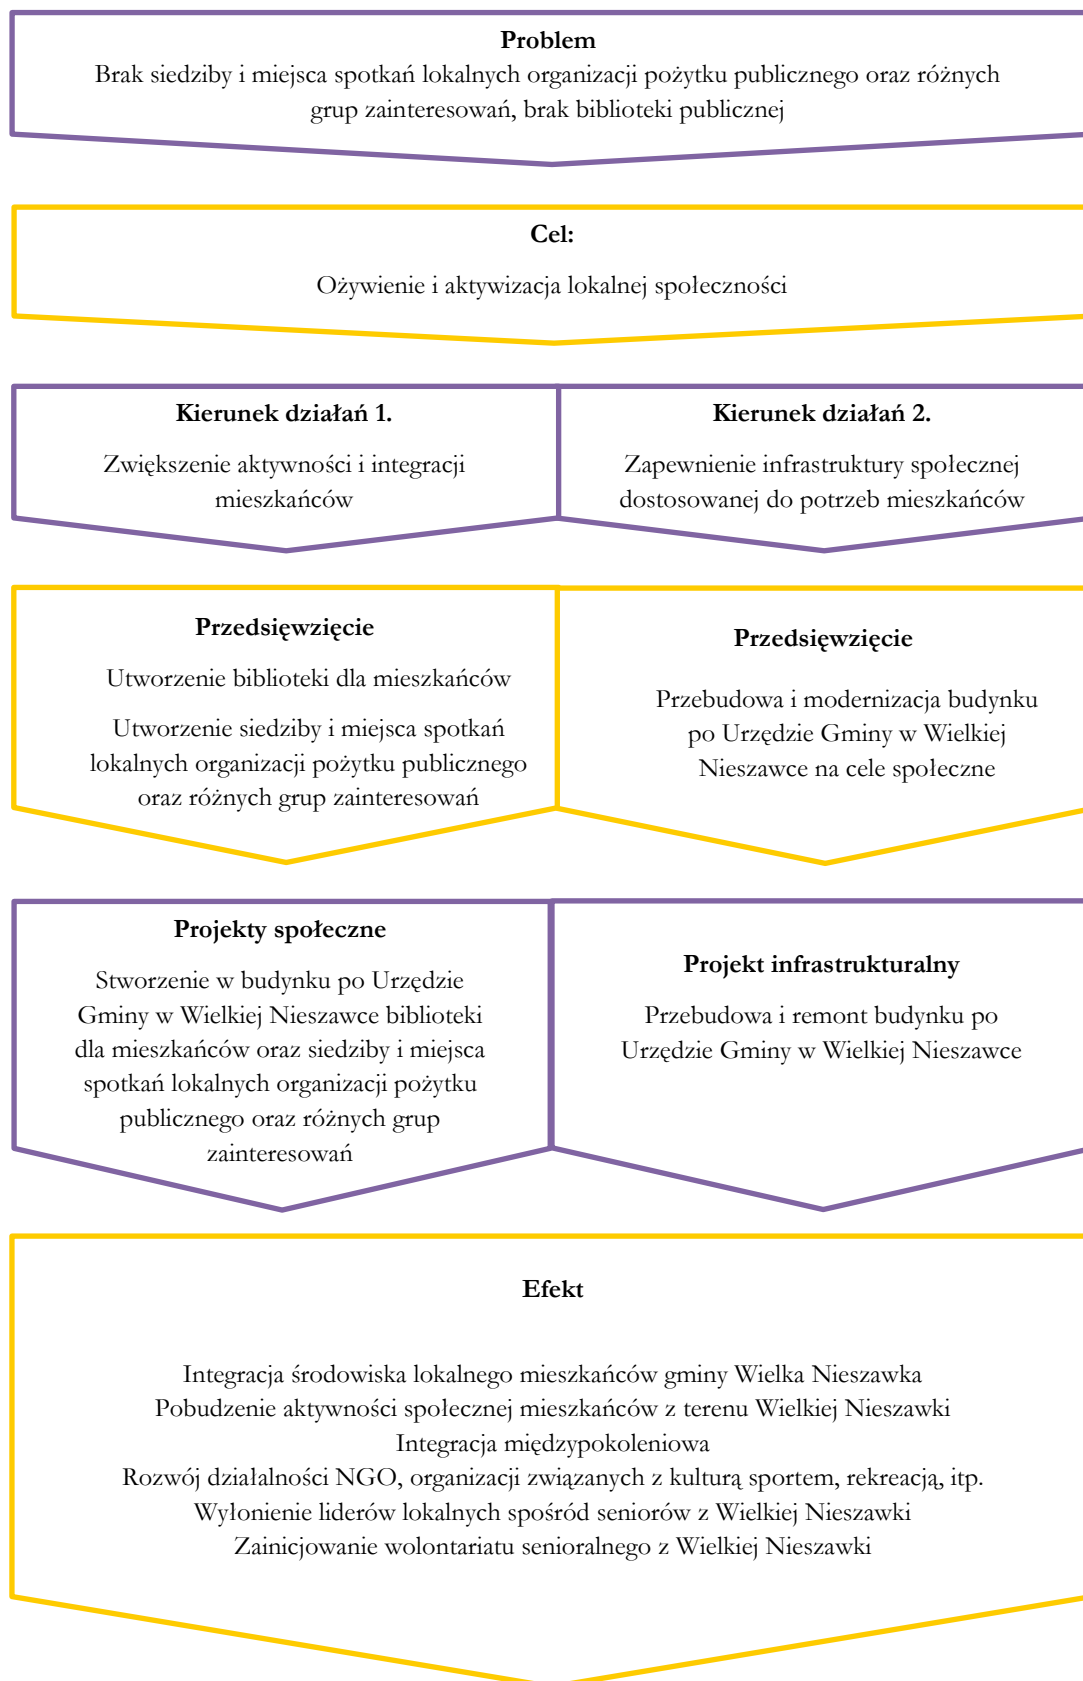 Problem
Brak siedziby i miejsca spotkań lokalnych organizacji pożytku publicznego oraz różnych
grup zainteresowań, brak biblioteki publicznej
Cel:
Ożywienie i aktywizacja lokalnej społeczności
Kierunek działań 1.
Zwiększenie aktywności i integracji
mieszkańców
Kierunek działań 2.
Zapewnienie infrastruktury społecznej
dostosowanej do potrzeb mieszkańców
Przedsięwzięcie
Utworzenie biblioteki dla mieszkańców
Utworzenie siedziby i miejsca spotkań
lokalnych organizacji pożytku publicznego
oraz różnych grup zainteresowań
Przedsięwzięcie
Przebudowa i modernizacja budynku
po Urzędzie Gminy w Wielkiej
Nieszawce na cele społeczne
Projekty społeczne
Stworzenie w budynku po Urzędzie
Gminy w Wielkiej Nieszawce biblioteki
dla mieszkańców oraz siedziby i miejsca
spotkań lokalnych organizacji pożytku
publicznego oraz różnych grup
zainteresowań
Projekt infrastrukturalny
Przebudowa i remont budynku po
Urzędzie Gminy w Wielkiej Nieszawce
Efekt
Integracja środowiska lokalnego mieszkańców gminy Wielka Nieszawka
Pobudzenie aktywności społecznej mieszkańców z terenu Wielkiej Nieszawki
Integracja międzypokoleniowa
Rozwój działalności NGO, organizacji związanych z kulturą sportem, rekreacją, itp.
Wyłonienie liderów lokalnych spośród seniorów z Wielkiej Nieszawki
Zainicjowanie wolontariatu senioralnego z Wielkiej Nieszawki